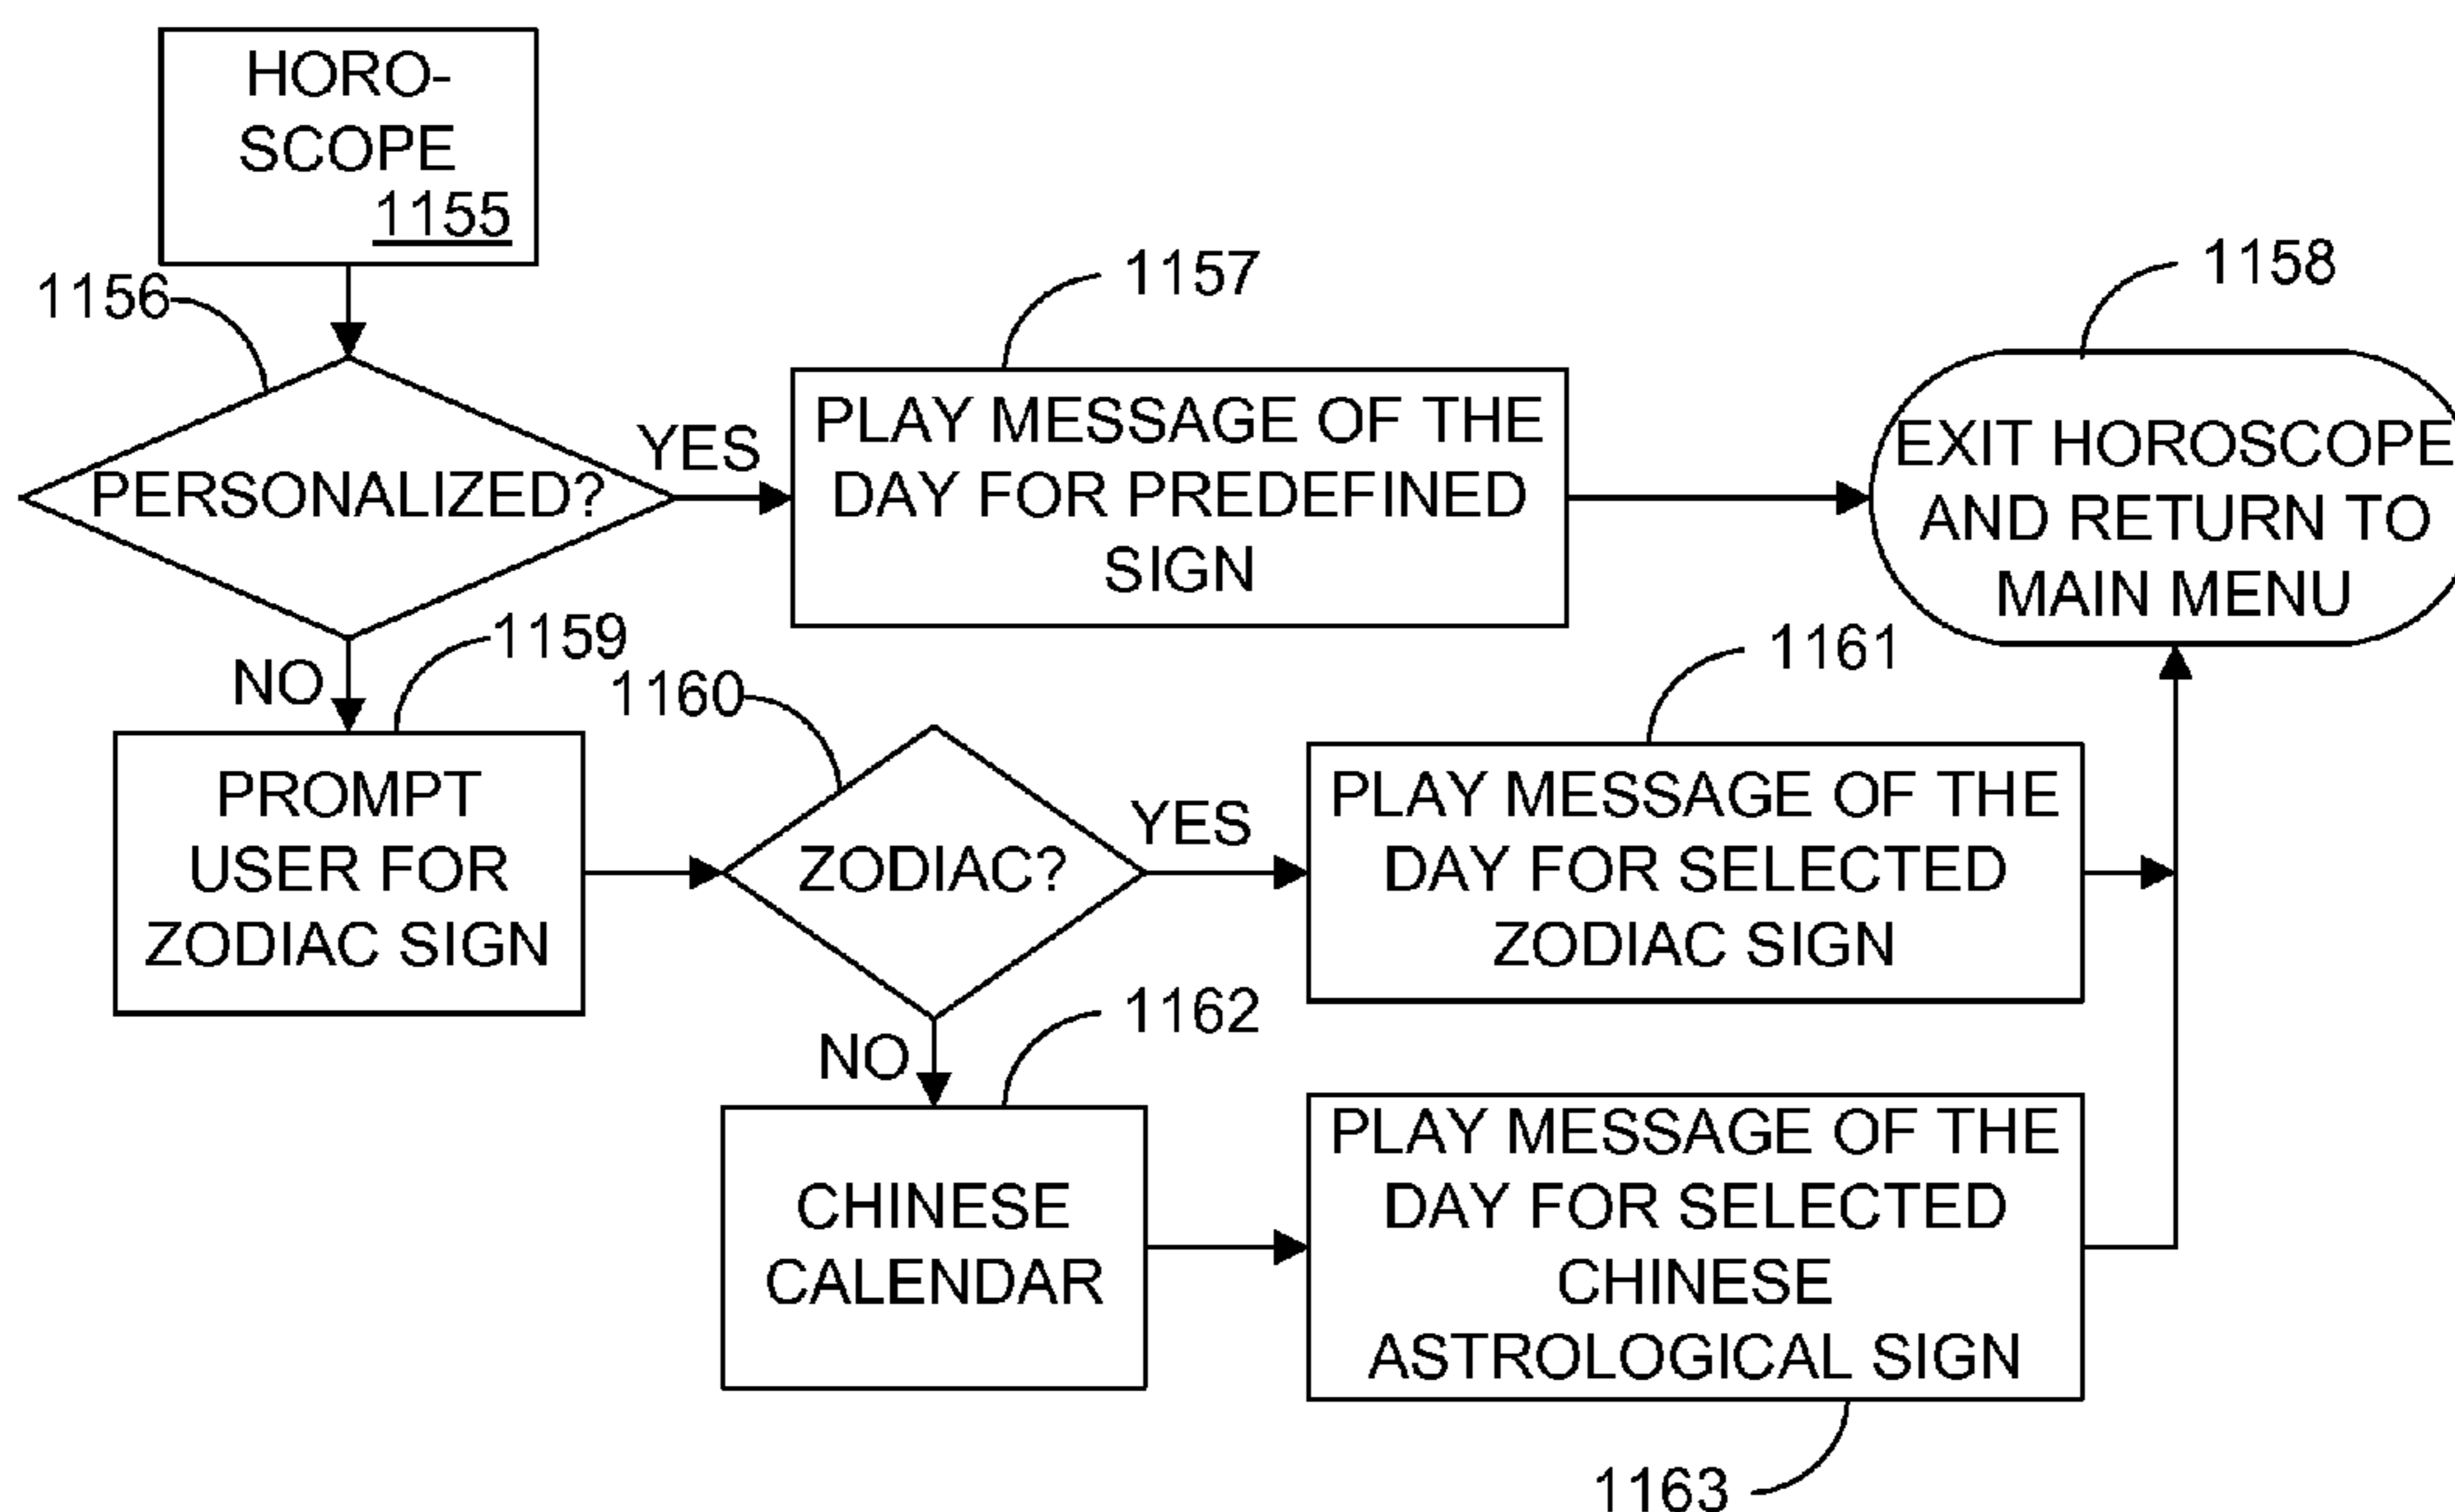 HORO-
SCOPE
1155
1156
1157
1158
PERSONALIZED?
YES
PLAY MESSAGE OF THE
DAY FOR PREDEFINED
SIGN
EXIT HOROSCOPE
AND RETURN TO
MAIN MENU
NO
1159
PROMPT
USER FOR
ZODIAC SIGN
1160
ZODIAC?
YES
1161
PLAY MESSAGE OF THE
DAY FOR SELECTED
ZODIAC SIGN
NO
1162
CHINESE
CALENDAR
PLAY MESSAGE OF THE
DAY FOR SELECTED
CHINESE
ASTROLOGICAL SIGN
1163